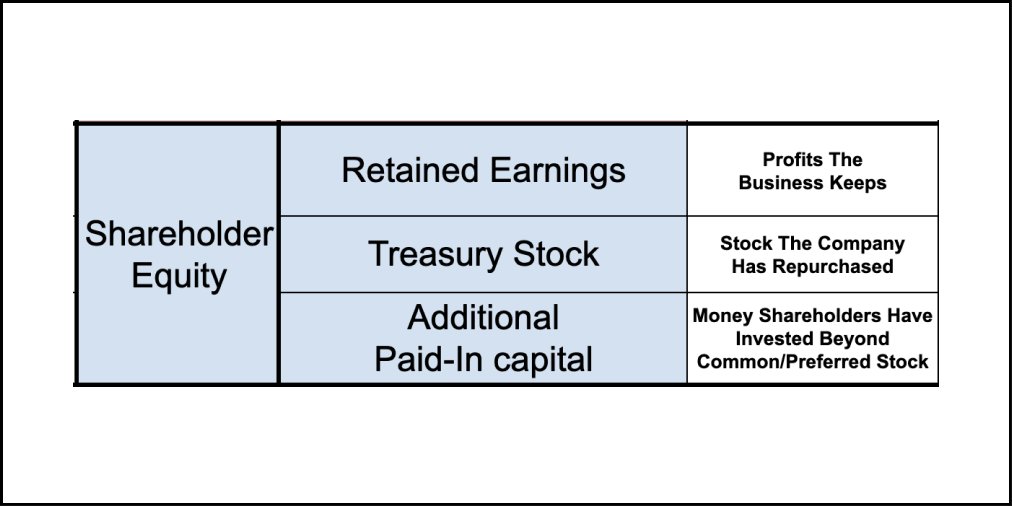 Shareholder
Equity
Retained Earnings
Profits The
Business Keeps
Treasury Stock
Stock The Company
Has Repurchased
Additional
Paid-In capital
Money Shareholders Have
Invested Beyond
Common/Preferred Stock